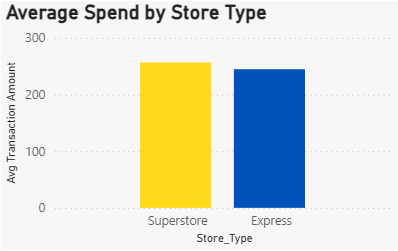 Average Spend by Store Type
Avg Transaction Amount
300
200
100
0
Superstore
Express
Store_Type